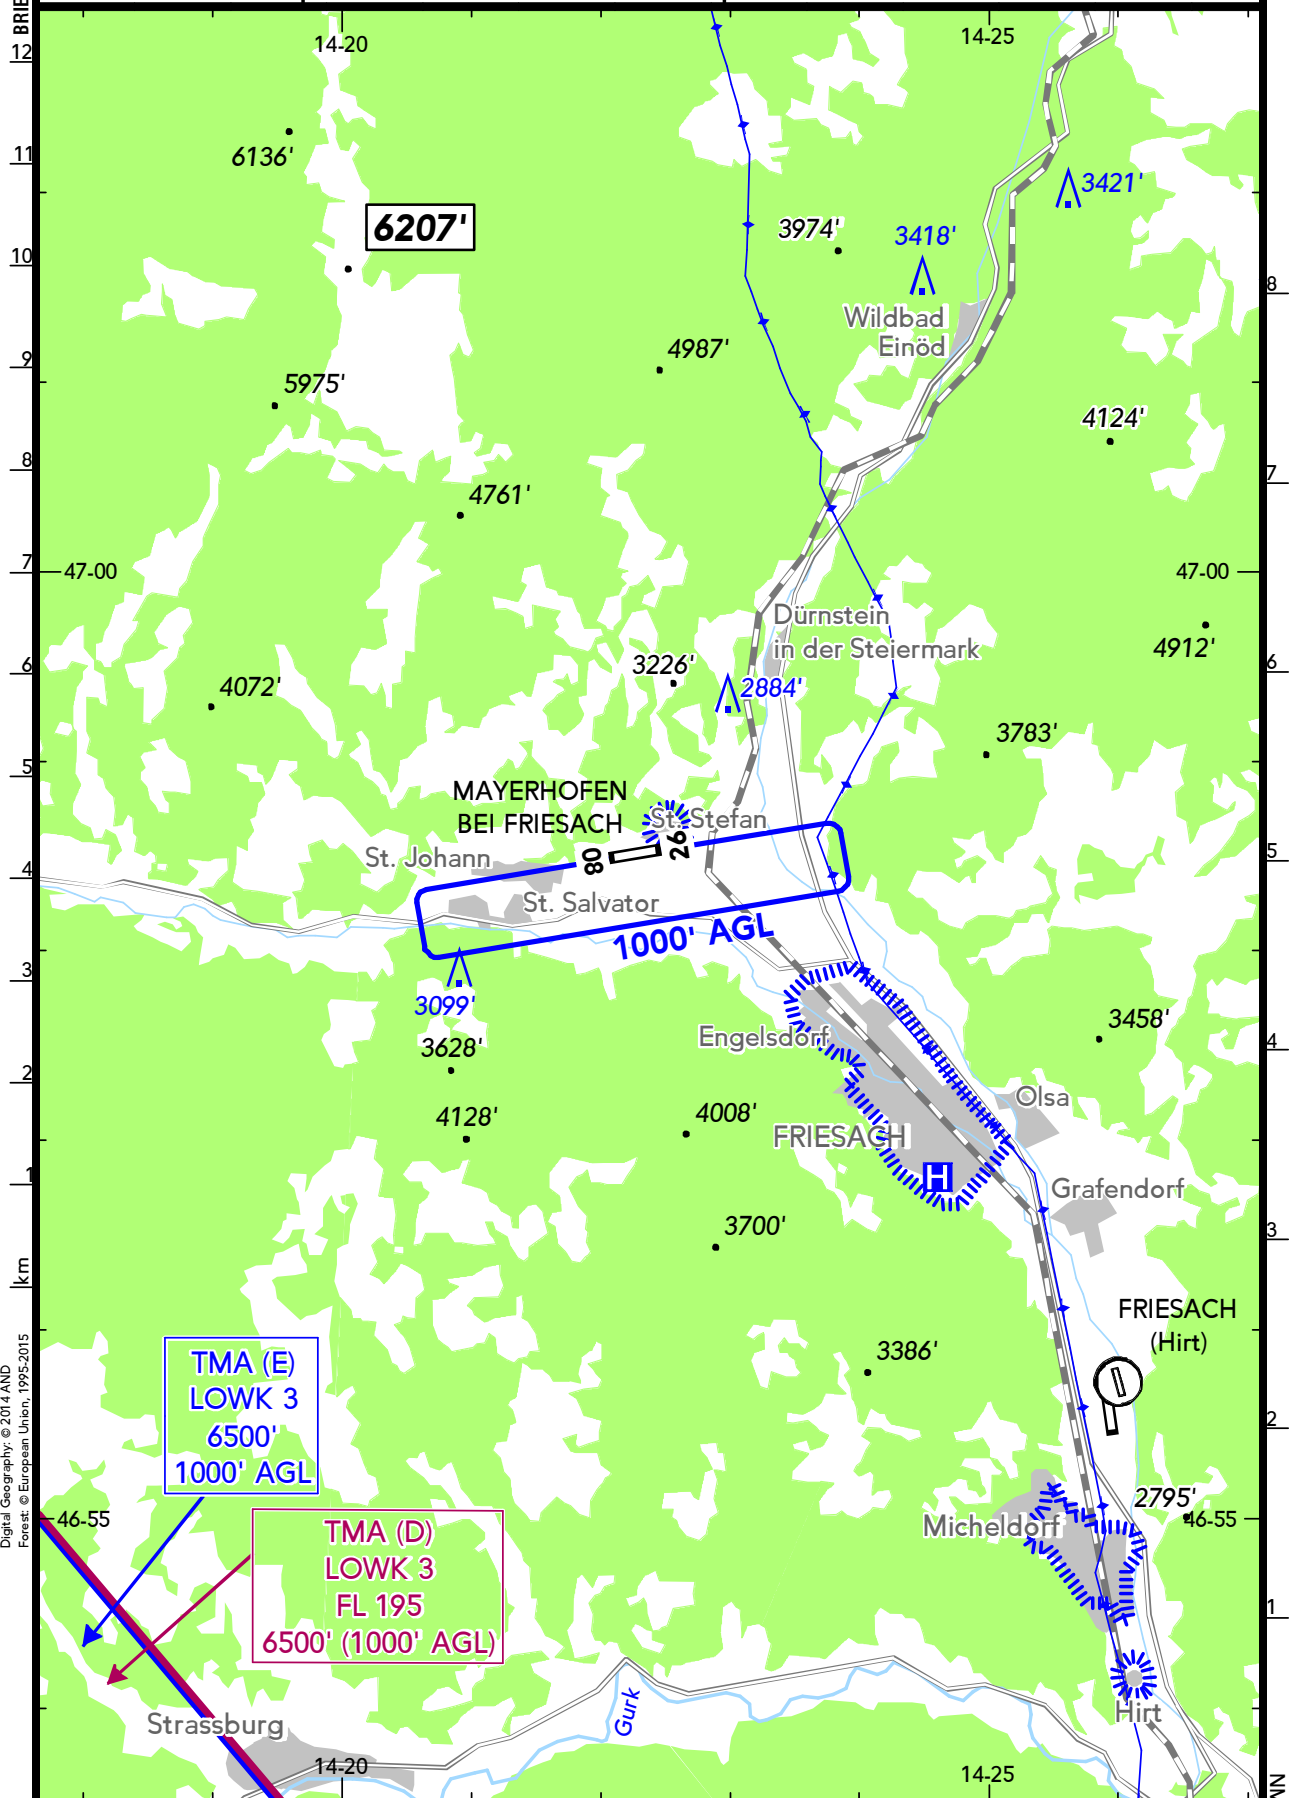 BRIE
14-20
14-25
12
11
6136'
3421'
6207'
3974'
3418'
10
8
Wildbad
Einöd
9
4987'
5975'
4124'
8
7
4761'
7
47-00
47-00
Dürnstein
in der Steiermark
4912'
6
6
3226'
4072'
2884'
3783'
5
MAYERHOFEN
BEI FRIESACH
St. Stefan
26
08
St. Johann
5
4
St. Salvator
1000' AGL
3
3099'
Engelsdorf
3458'
3628'
4
2
4128'
4008'
Olsa
FRIESACH
H
1
Grafendorf
3700'
3
km
FRIESACH
(Hirt)
3386'
TMA (E)
LOWK 3
6500'
1000' AGL
2
2795'
46-55
46-55
Micheldorf
TMA (D)
LOWK 3
FL 195
6500' (1000' AGL)
1
Digital Geography: © 2014 AND
Forest: © European Union, 1995-2015
Gurk
Hirt
Strassburg
14-20
14-25
NN